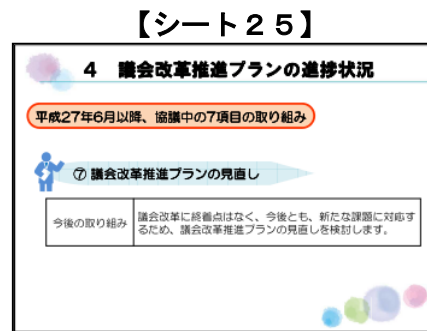 【シート２５】
４ 議会改革推進プランの進捗状況
平成27年6月以降、協議中の7項目の取り組み
⑦ 議会改革推進プランの見直し
今後の取り組み
議会改革に終着点はなく、今後とも、新たな課題に対応す
るため、議会改革推進プランの見直しを検討します。